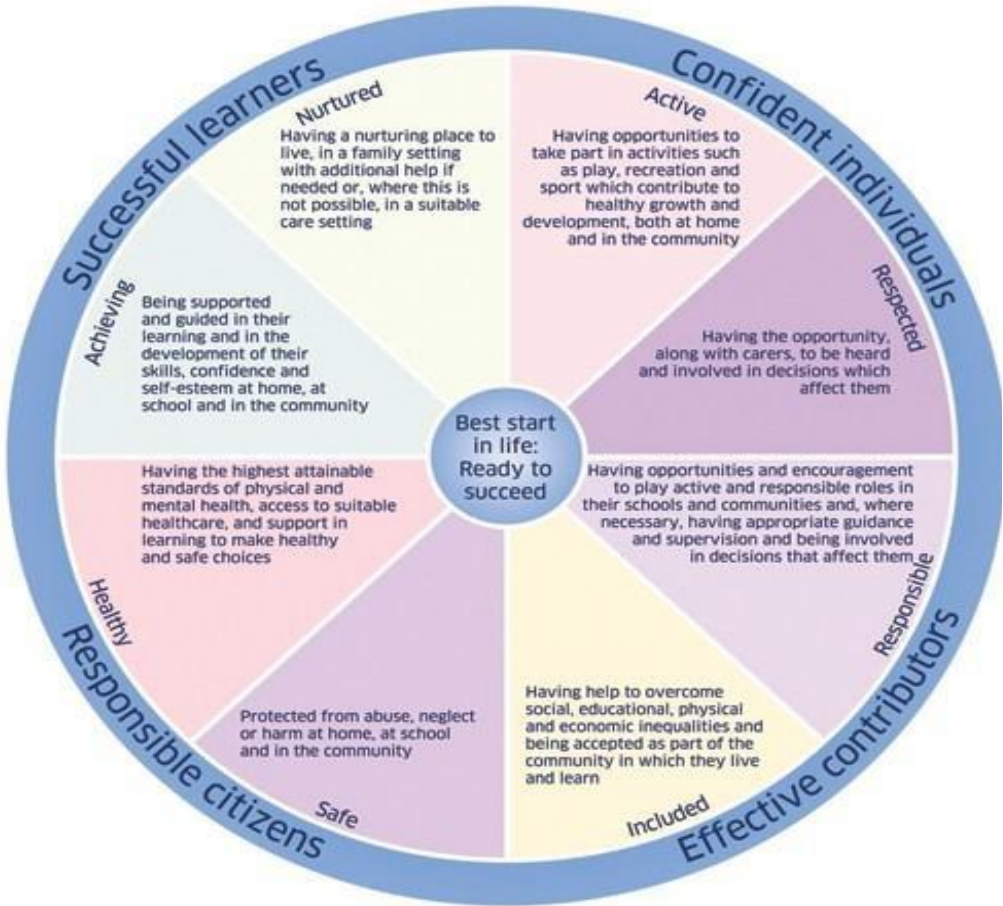 Successful learners
Confident individuals
Nurtured
Having a nurturing place to
live, in a family setting
with additional help if
needed or, where this is
not possible, in a suitable
care setting
Active
Having opportunities to
take part in activities such
as play, recreation and
sport which contribute to
healthy growth and
development, both at home
and in the community
Achieving
Being supported
and guided in their
learning and in the
development of their
skills, confidence and
self-esteem at home, at
school and in the community
Respected
Having the opportunity,
along with carers, to be heard
and involved in decisions which
affect them
Best start
in life:
Ready to
succeed
Having the highest attainable
standards of physical and
mental health, access to suitable
healthcare, and support in
learning to make healthy
and safe choices
Healthy
Having opportunities and encouragement
to play active and responsible roles in
their schools and communities and, where
necessary, having appropriate guidance
and supervision and being involved
in decisions that affect them
Responsible
Protected from abuse, neglect
or harm at home, at school
and in the community
Safe
Having help to overcome
social, educational, physical
and economic inequalities and
being accepted as part of the
community in which they live
and learn
Included
Responsible citizens
Effective contributors